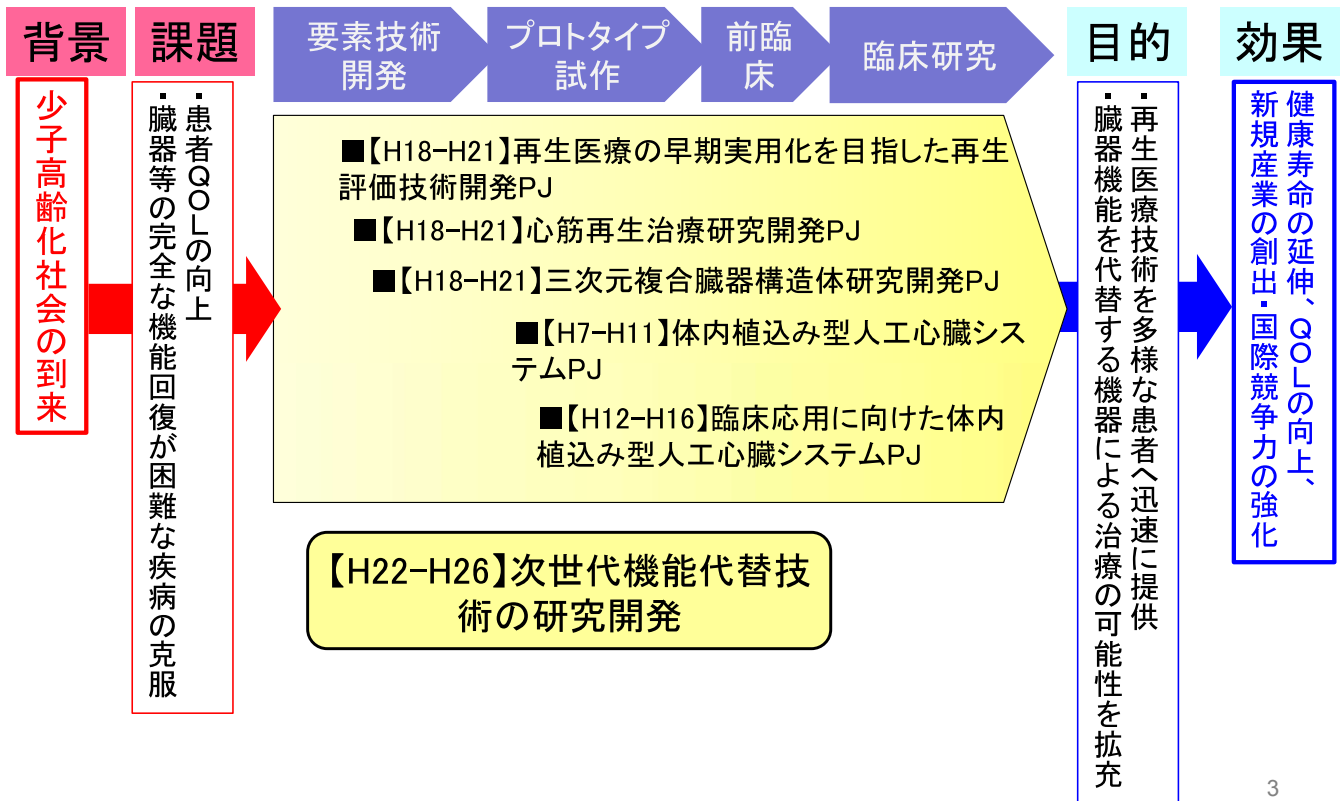 背景
少子高齢化社会の到来
課題
▪患者QOLの向上
▪臓器等の完全な機能回復が困難な疾病の克服
要素技術
開発
プロトタイプ
試作
前臨
床
臨床研究
■【H18-H21】再生医療の早期実用化を目指した再生
評価技術開発PJ
■【H18-H21】心筋再生治療研究開発PJ
■【H18-H21】三次元複合臓器構造体研究開発PJ
■【H7-H11】体内植込み型人工心臓シス
テムPJ
■【H12-H16】臨床応用に向けた体内
植込み型人工心臓システムPJ
【H22-H26】次世代機能代替技
術の研究開発
目的
▪再生医療技術を多様な患者へ迅速に提供
▪臓器機能を代替する機器による治療の可能性を拡充
効果
健康寿命の延伸、QOLの向上、
新規産業の創出・国際競争力の強化
3